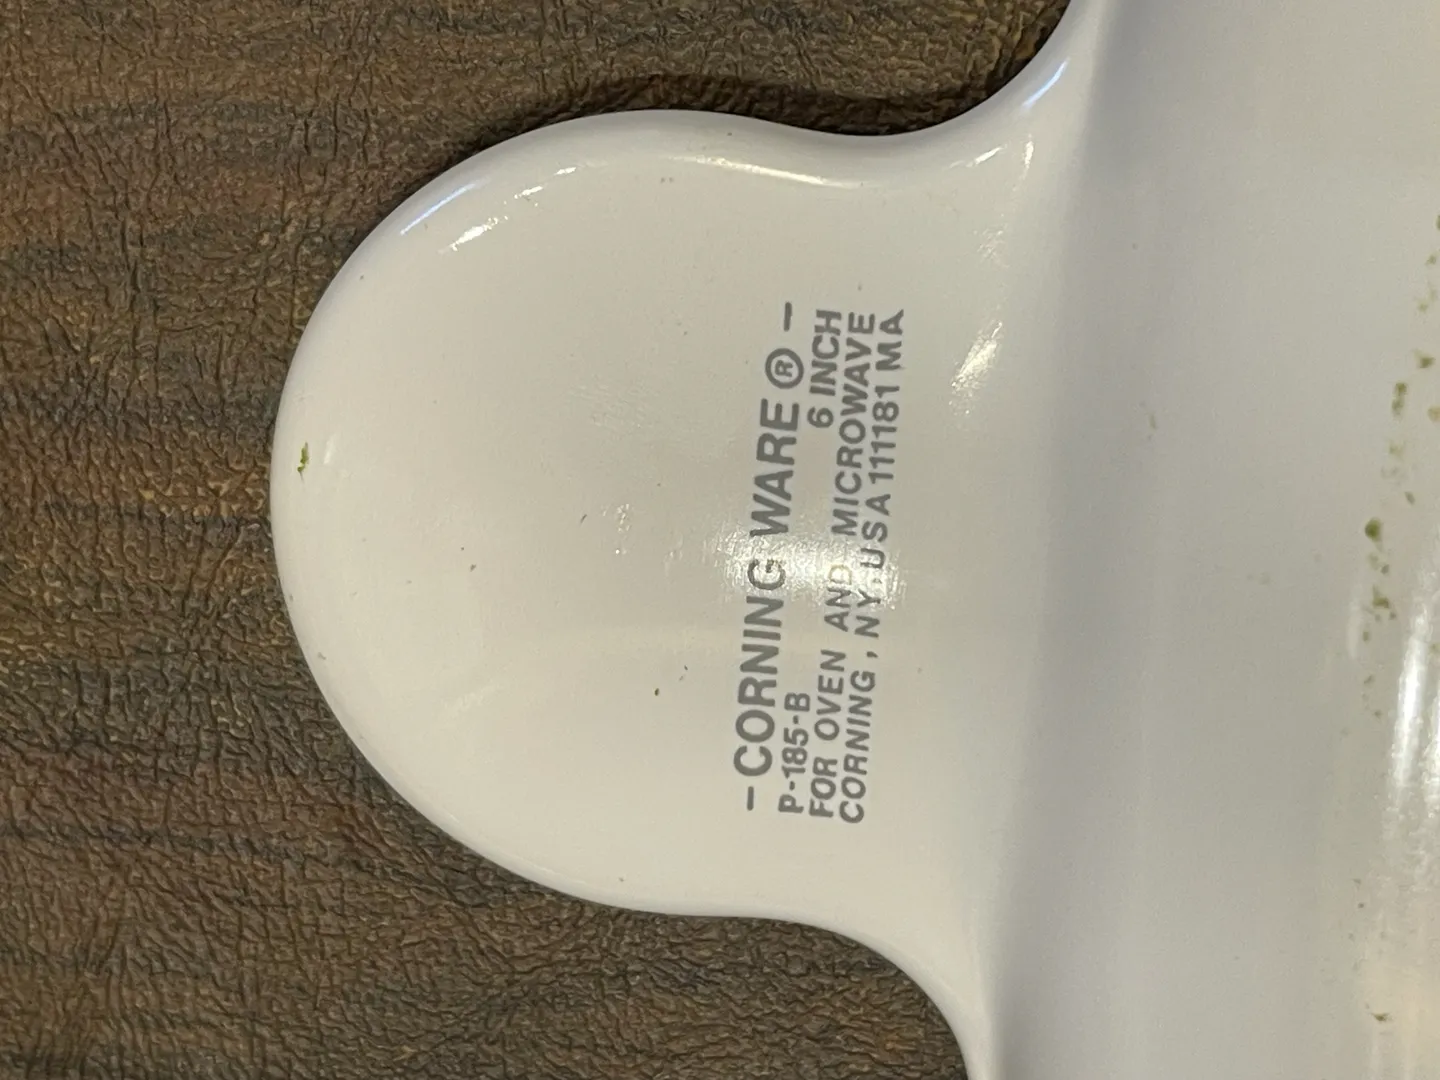 — CORNING WARE ® —
P-185-B 6 INCH
FOR OVEN AND MICROWAVE
CORNING, NY. USA 111181 MA